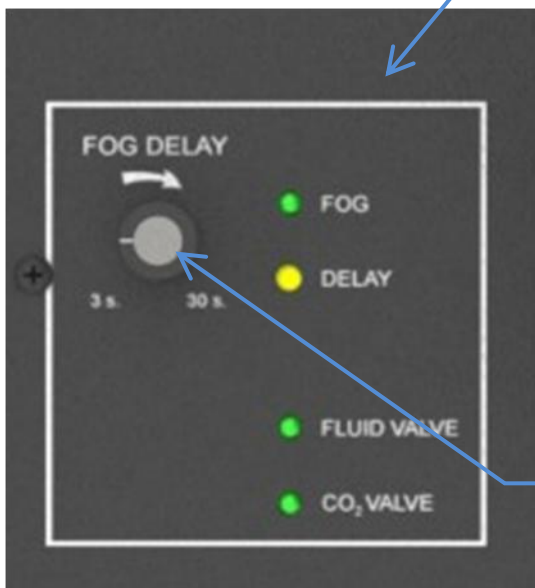 FOG DELAY
FOG
DELAY
3 s. 30 s.
FLUID VALVE
CO₂ VALVE